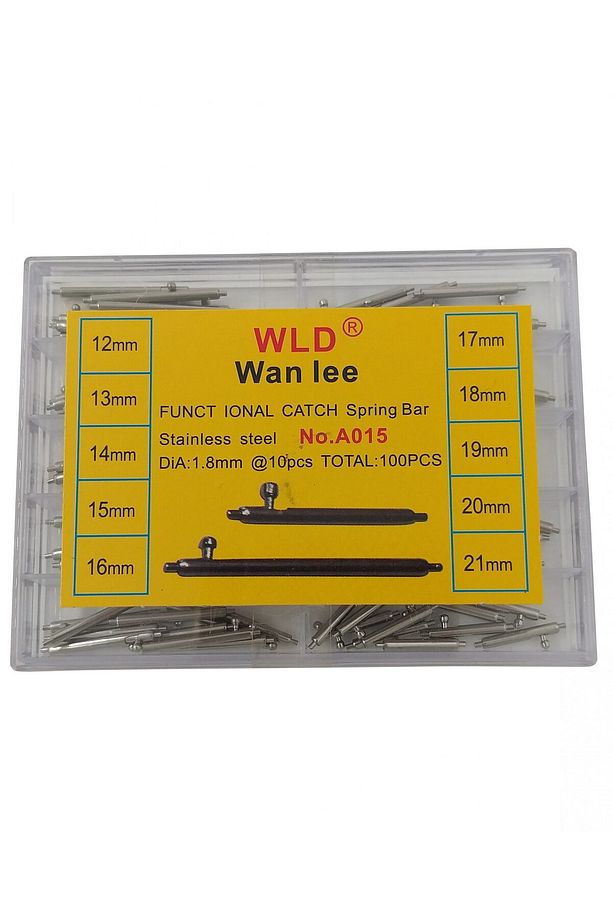 WLD®
Wan lee
FUNCT IONAL CATCH Spring Bar
Stainless steel No.A015
DiA:1.8mm @10pcs TOTAL:100PCS
12mm
13mm
14mm
15mm
16mm
17mm
18mm
19mm
20mm
21mm